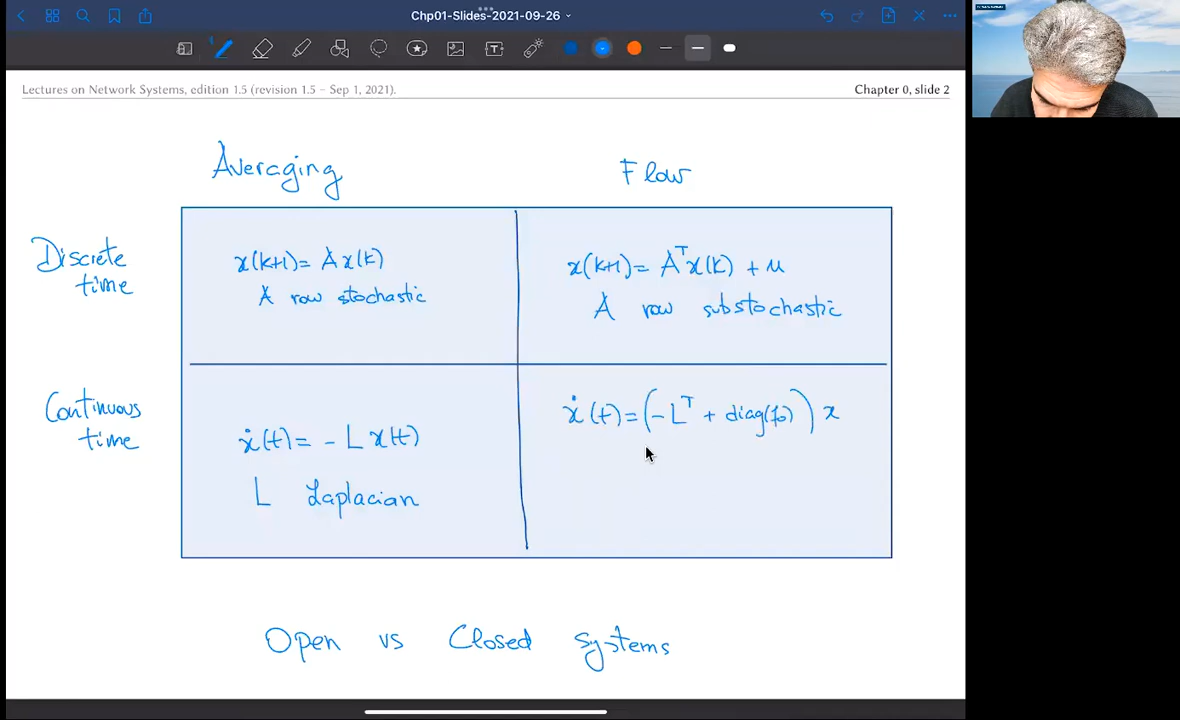 Chp01-Slides-2021-09-26
Lectures on Network Systems, edition 1.5 (revision 1.5 – Sep 1, 2021).
Chapter 0, slide 2
Averaging
Flow
Discrete
time
x(k+1) = A x(k)
A row stochastic
x(k+1) = Aᵀx(k) + u
A row substochastic
Continuous
time
ẋ(t) = - L x(t)
L Laplacian
ẋ(t) = (-Lᵀ + diag(f₀)) x
Open vs Closed systems